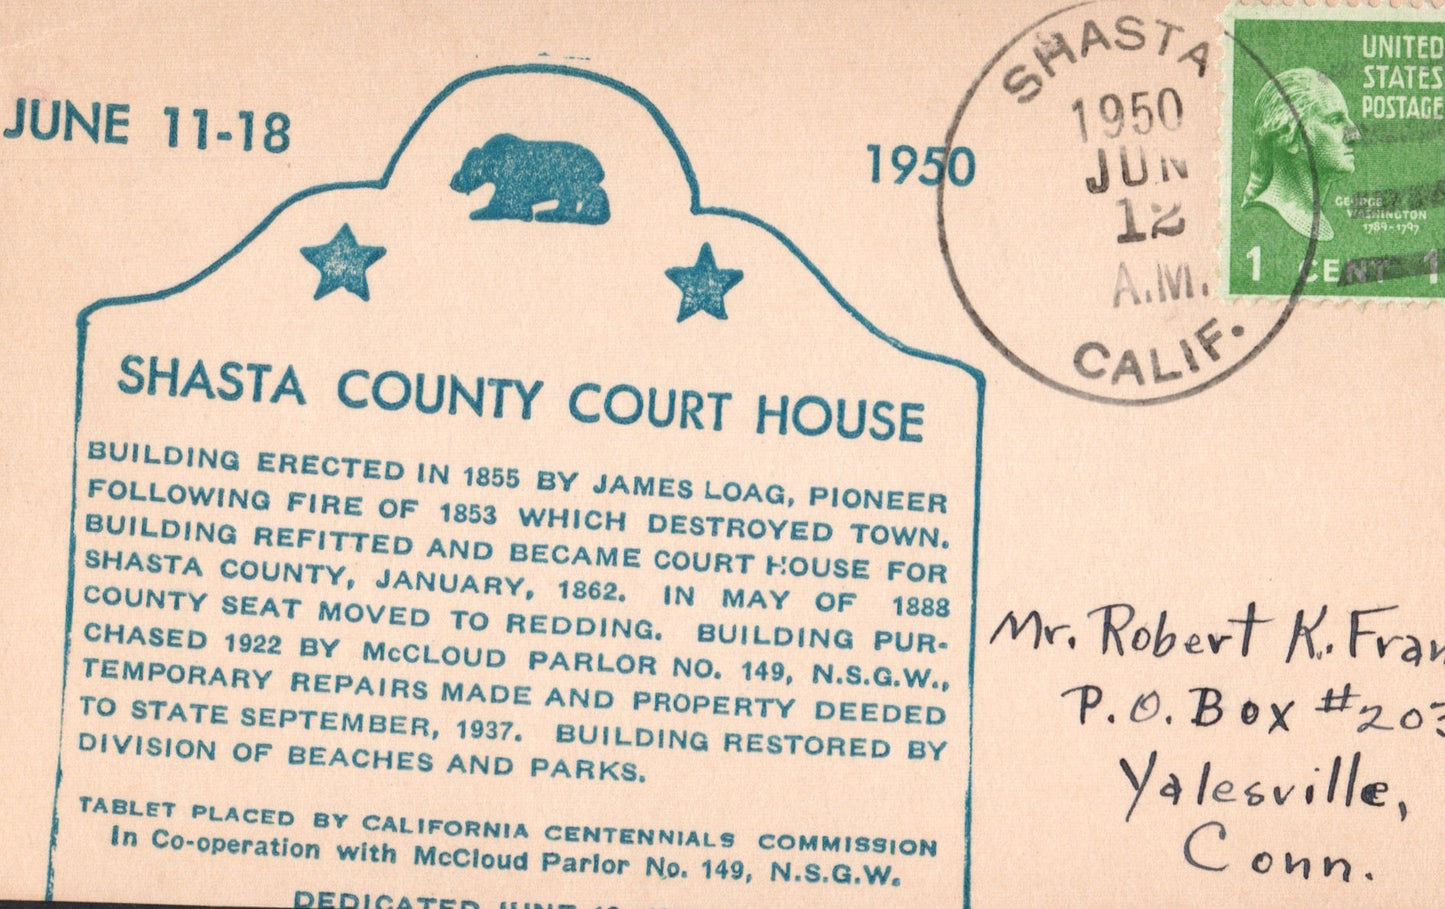 JUNE 11-18
1950
SHASTA COUNTY COURT HOUSE
BUILDING ERECTED IN 1855 BY JAMES LOAG, PIONEER
FOLLOWING FIRE OF 1853 WHICH DESTROYED TOWN.
BUILDING REFITTED AND BECAME COURT HOUSE FOR
SHASTA COUNTY, JANUARY, 1862. IN MAY OF 1888
COUNTY SEAT MOVED TO REDDING. BUILDING PUR-
CHASED 1922 BY McCLOUD PARLOR NO. 149, N.S.G.W.,
TEMPORARY REPAIRS MADE AND PROPERTY DEEDED
TO STATE SEPTEMBER, 1937. BUILDING RESTORED BY
DIVISION OF BEACHES AND PARKS.
TABLET PLACED BY CALIFORNIA CENTENNIALS COMMISSION
In Co-operation with McCloud Parlor No. 149, N.S.G.W.
DEDICATED JUNE
SHASTA
1950
JUN
12
A.M.
CALIF.
UNITED
STATES
POSTAGE
GEORGE
WASHINGTON
1789-1797
1 CENT 1
Mr. Robert K. Fran
P.O. Box #203
Yalesville,
Conn.